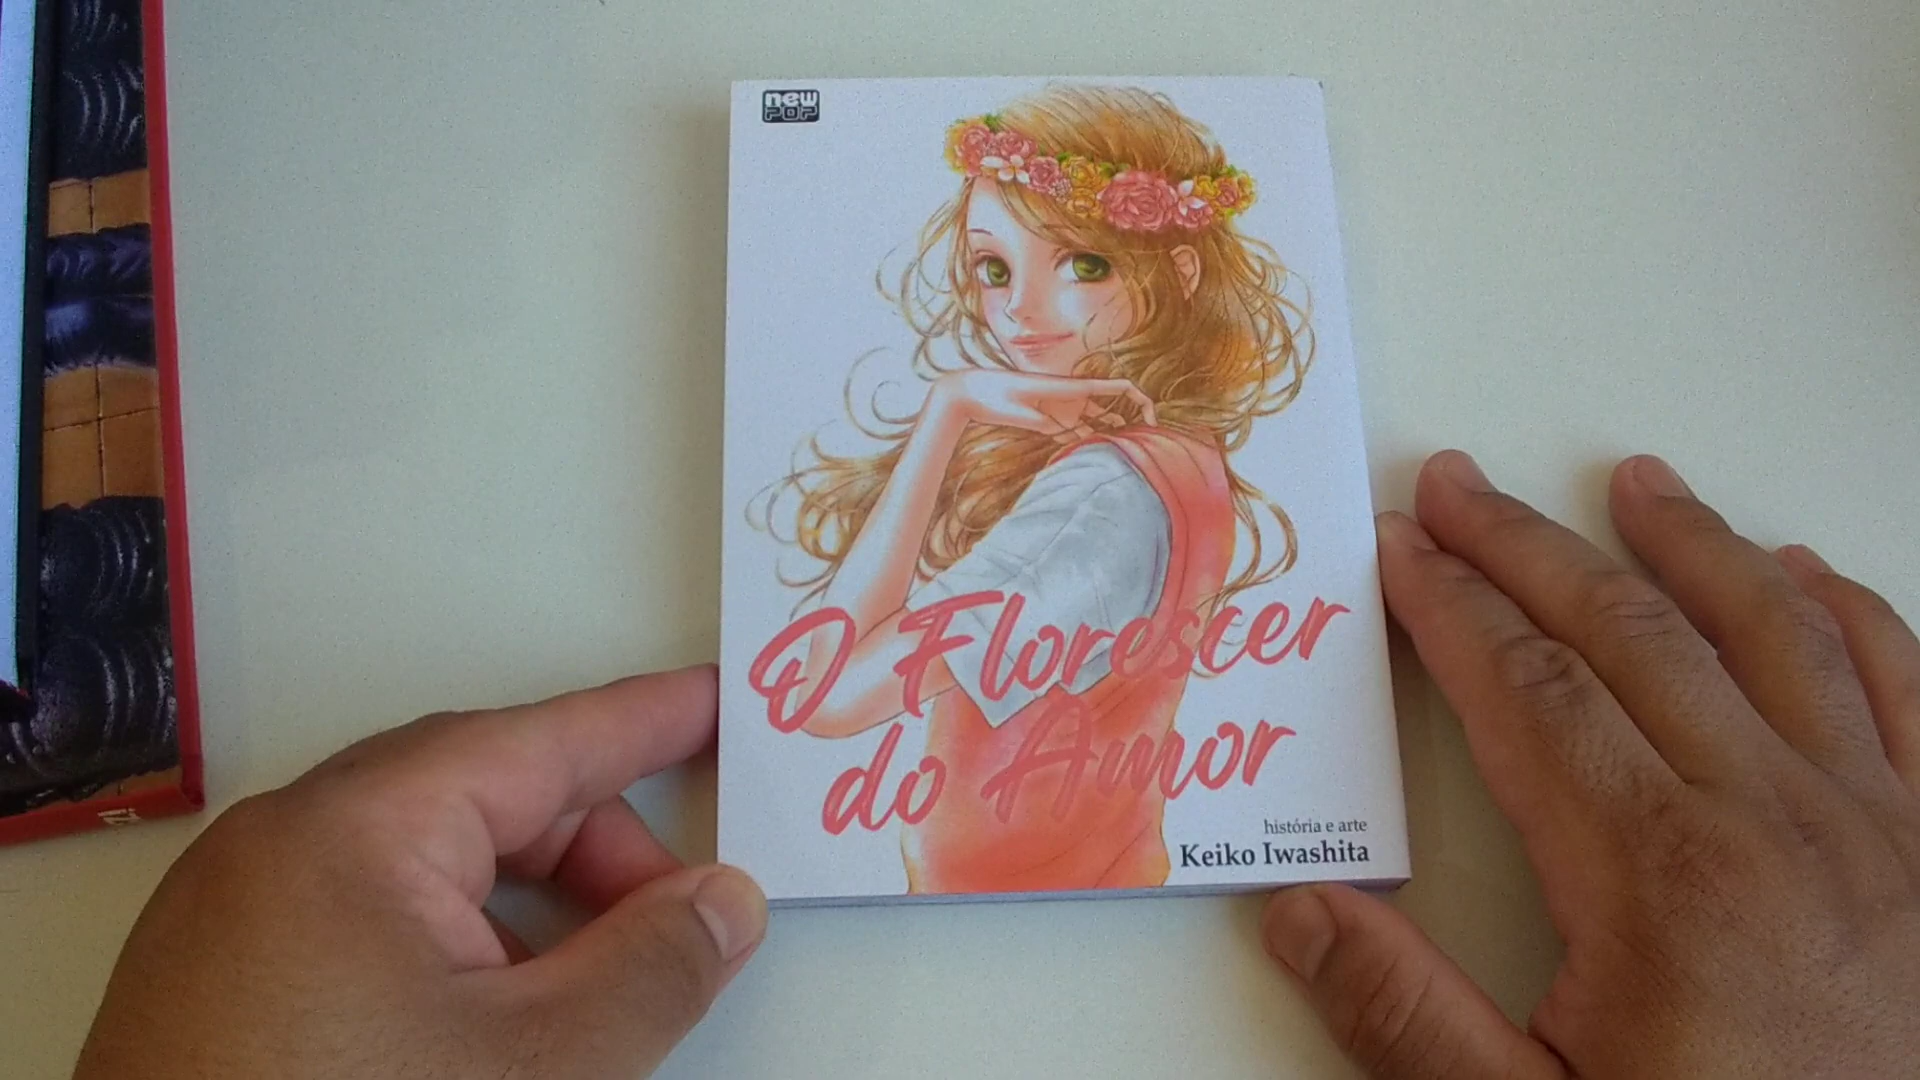 new
POP
O Florescer
do Amor
história e arte
Keiko Iwashita